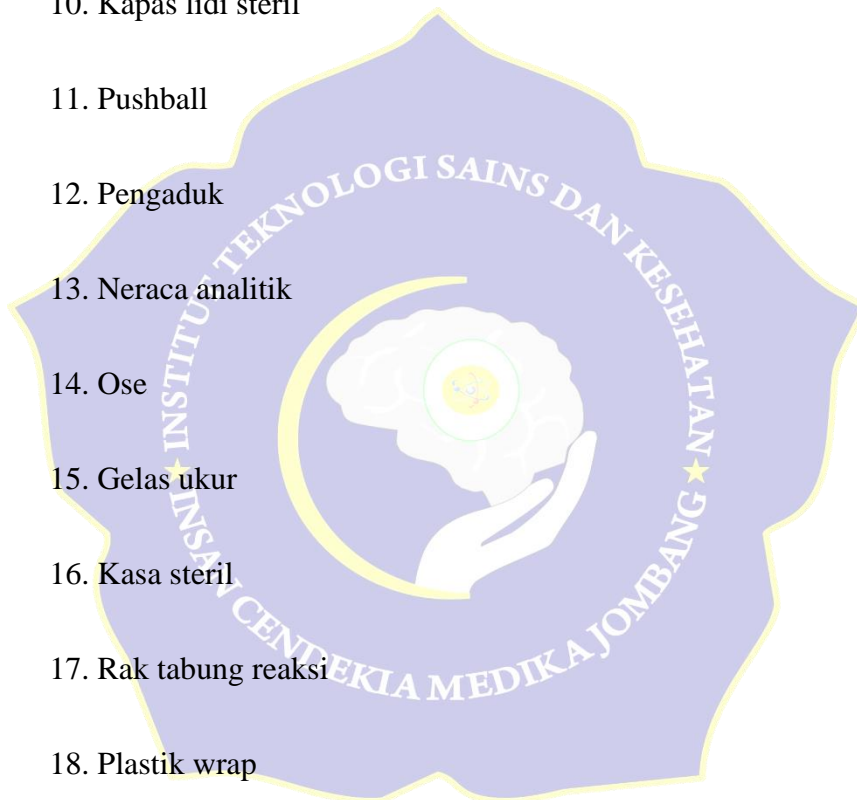 10. Kapas lidi steril
11. Pushball
12. Pengaduk
13. Neraca analitik
14. Ose
15. Gelas ukur
16. Kasa steril
17. Rak tabung reaksi
18. Plastik wrap
INSTITUT TEKNOLOGI SAINS DAN KESEHATAN
INSAN CENDEKIA MEDIKA JOMBANG